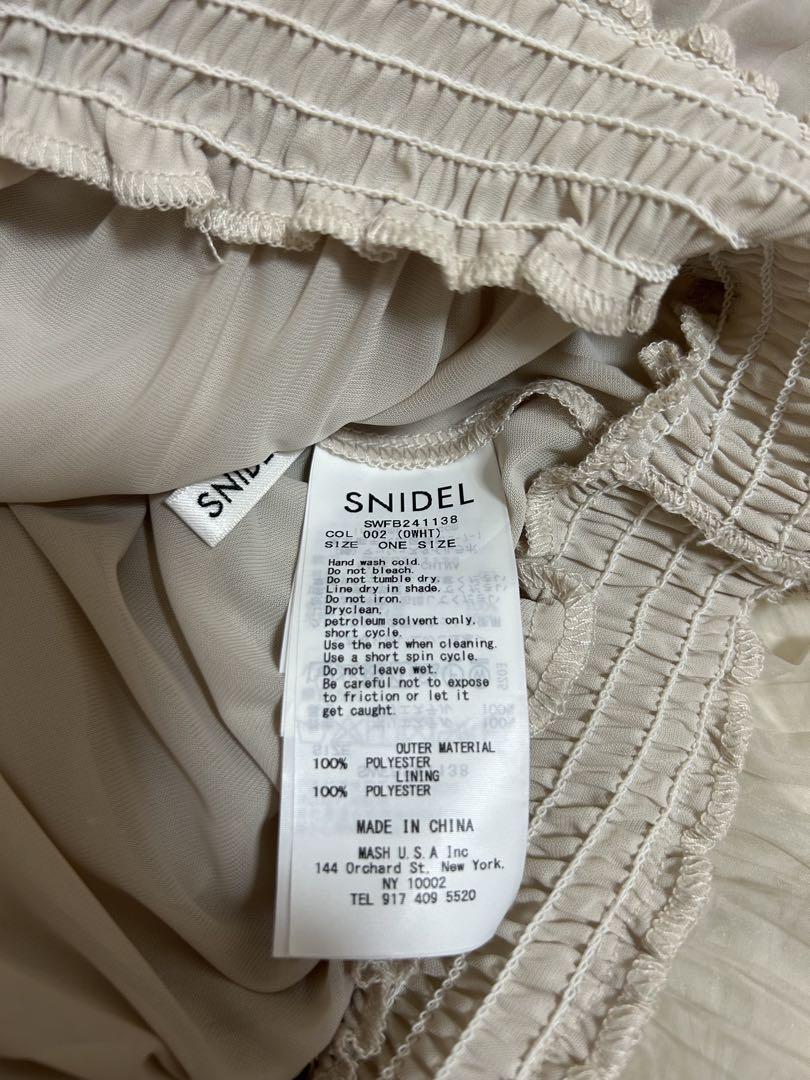 SNIDEL
SWFB241138
COL 002 (OWHT)
SIZE ONE SIZE
Hand wash cold.
Do not bleach.
Do not tumble dry.
Line dry in shade.
Do not iron.
Dryclean,
petroleum solvent only,
short cycle.
Use the net when cleaning.
Use a short spin cycle.
Do not leave wet.
Be careful not to expose
to friction or let it
get caught.
OUTER MATERIAL
100% POLYESTER
LINING
100% POLYESTER
MADE IN CHINA
MASH U.S.A Inc
144 Orchard St, New York,
NY 10002
TEL 917 409 5520